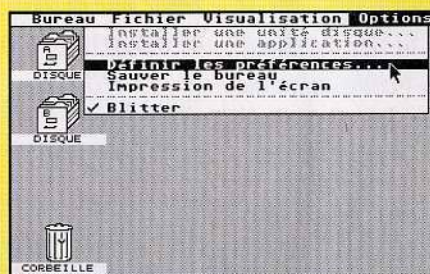 Bureau Fichier Visualisation Options
Installer une unité disque...
Installer une application...
Définir les préférences...
Sauver le bureau
Impression de l'écran
✓ Blitter
A
DISQUE
B
DISQUE
CORBEILLE